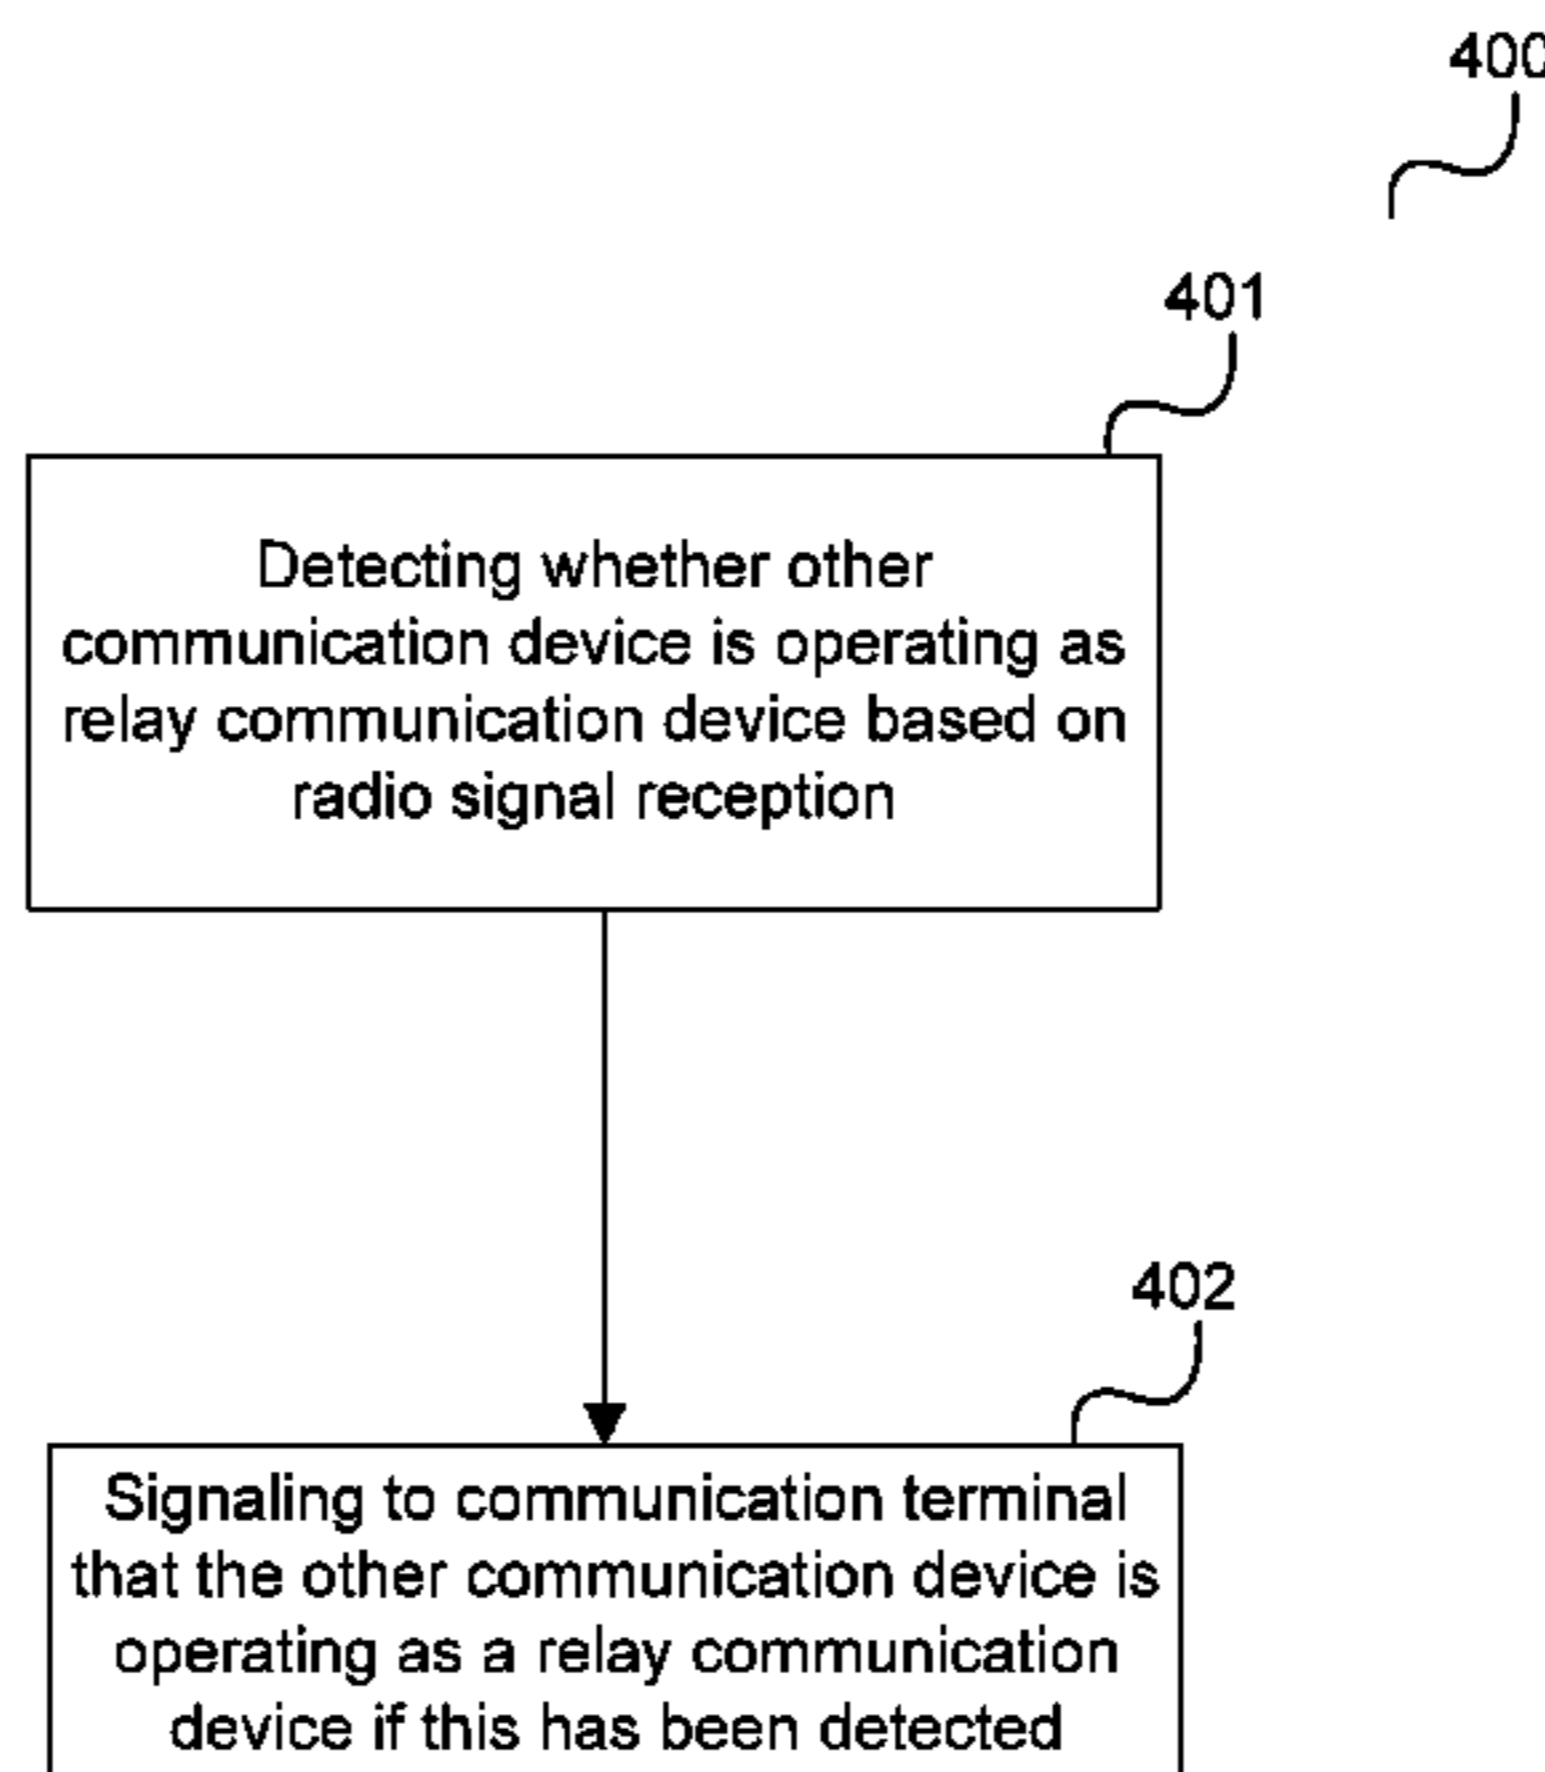 400
401
Detecting whether other
communication device is operating as
relay communication device based on
radio signal reception
402
Signaling to communication terminal
that the other communication device is
operating as a relay communication
device if this has been detected